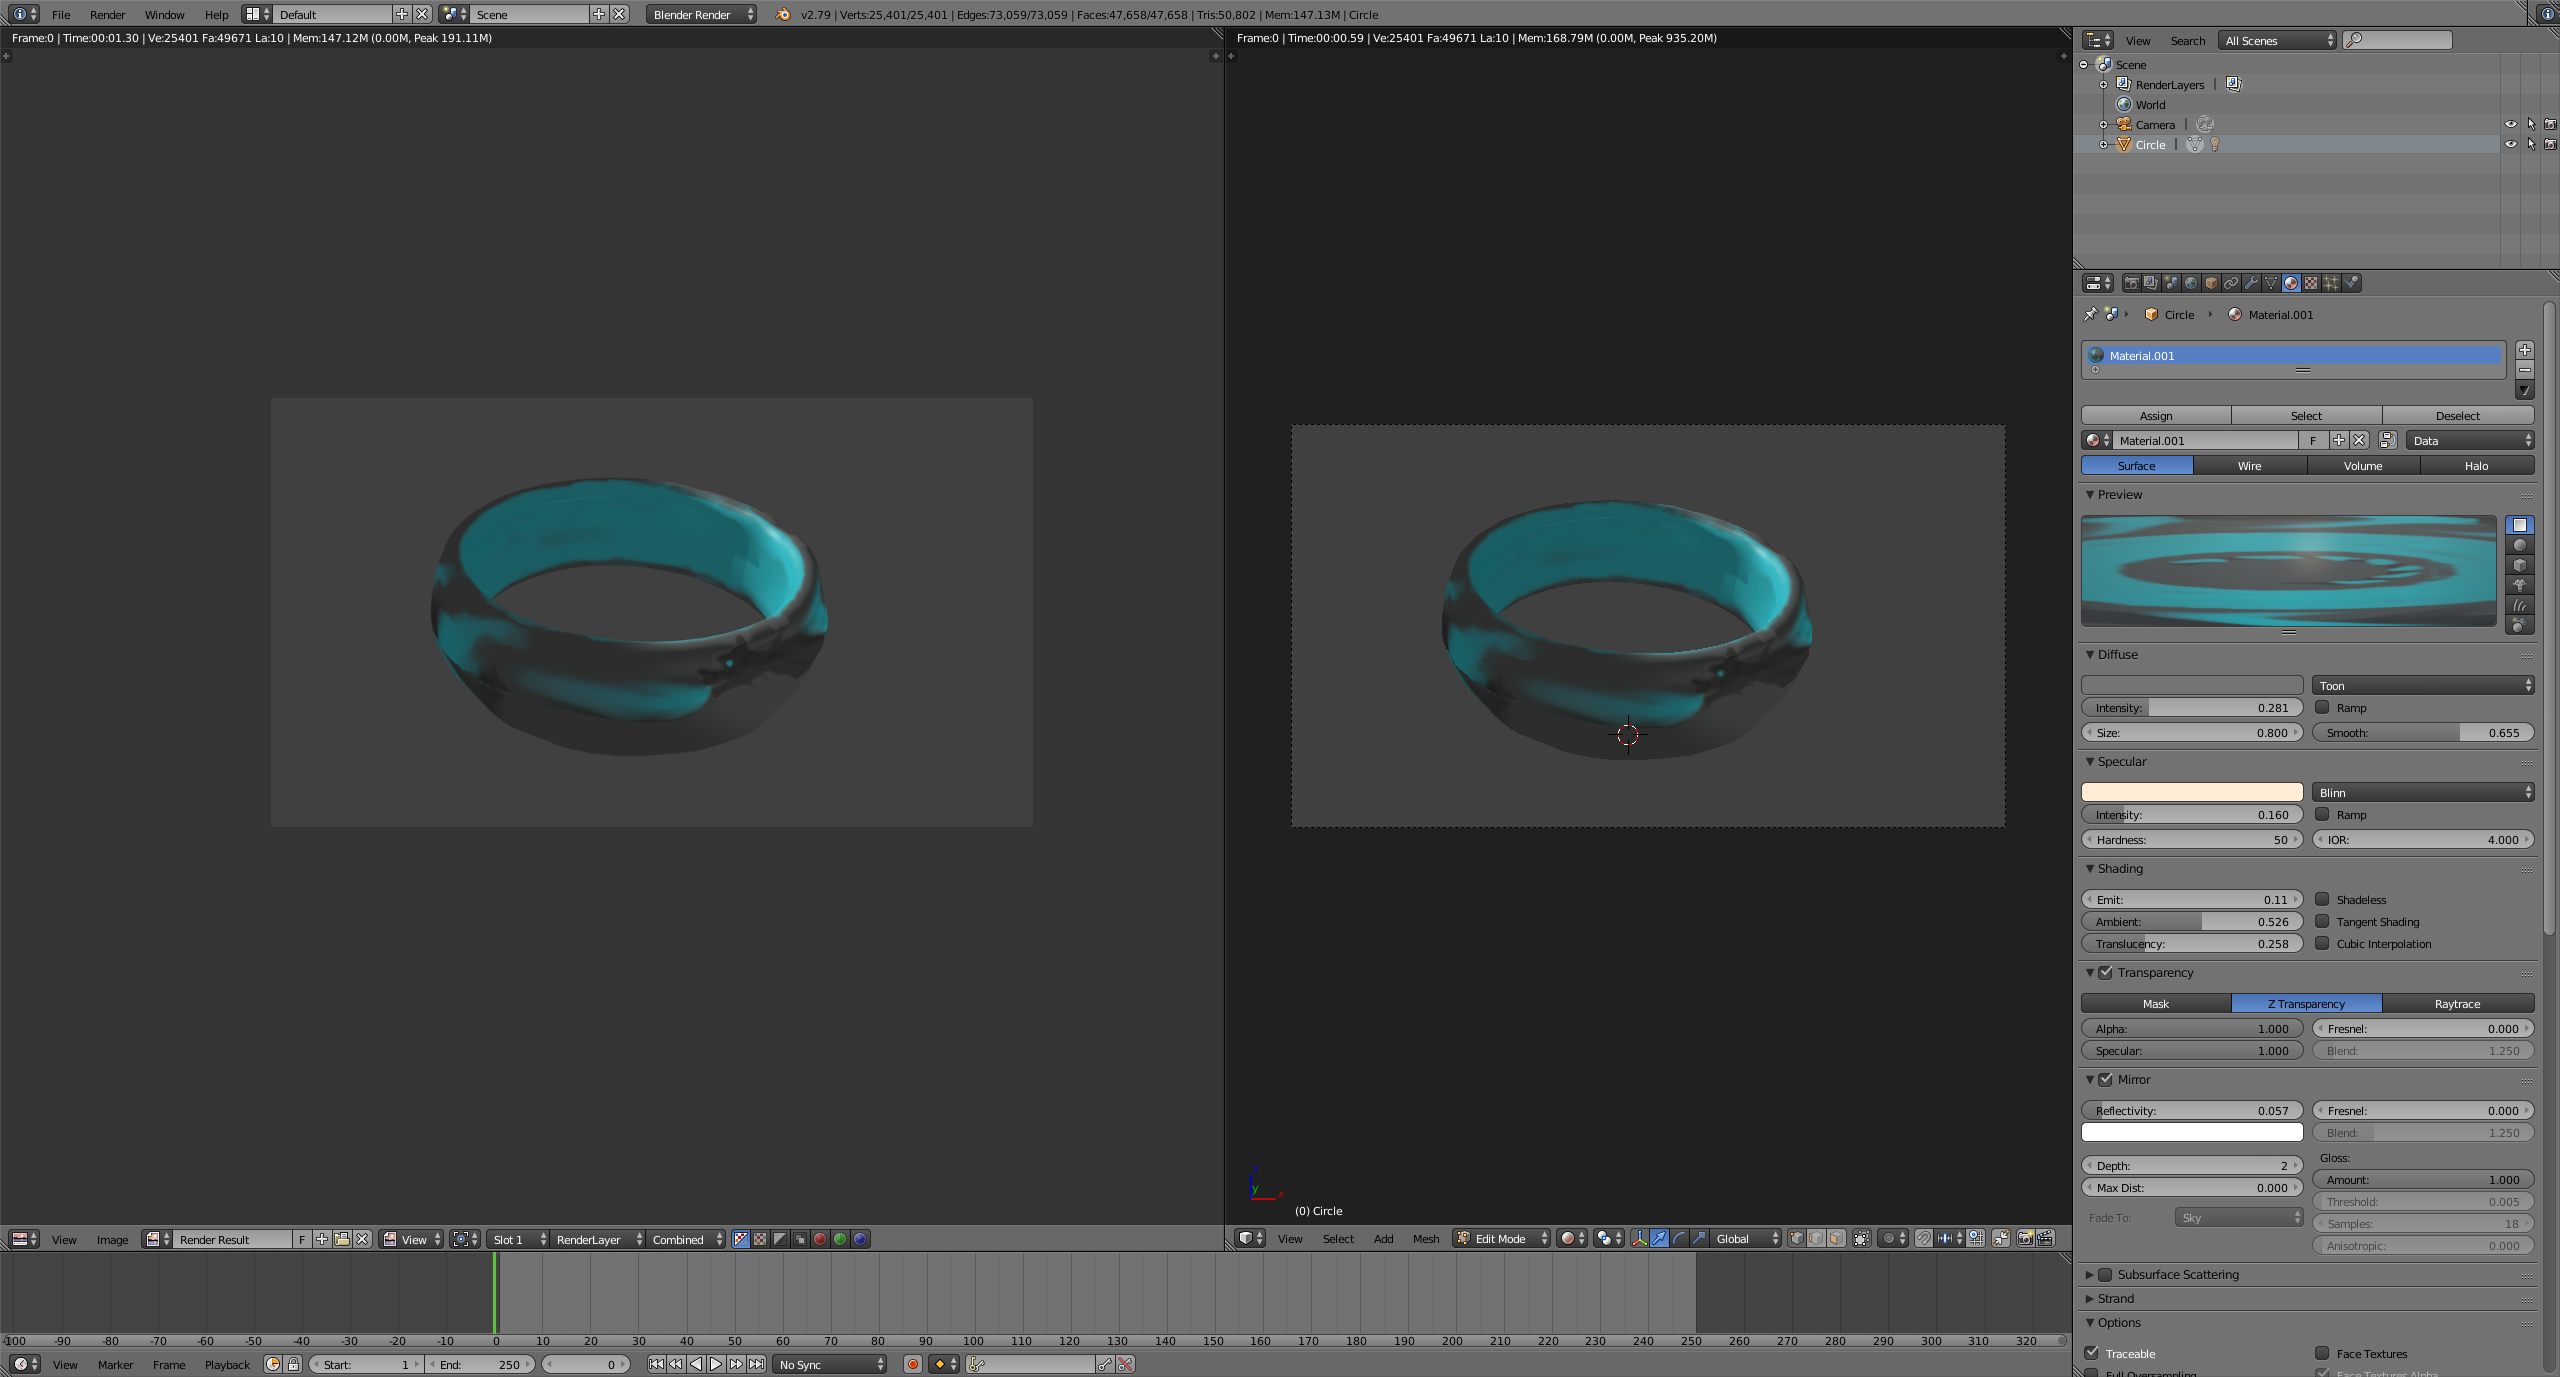 File Render Window Help Default Scene Blender Render v2.79 | Verts:25,401/25,401 | Edges:73,059/73,059 | Faces:47,658/47,658 | Tris:50,802 | Mem:147.13M | Circle
Frame:0 | Time:00:01.30 | Ve:25401 Fa:49671 La:10 | Mem:147.12M (0.00M, Peak 191.11M)
Frame:0 | Time:00:00.59 | Ve:25401 Fa:49671 La:10 | Mem:168.79M (0.00M, Peak 935.20M)
(0) Circle
View Image Render Result F View Slot 1 RenderLayer Combined
View Select Add Mesh Edit Mode Global
-100 -90 -80 -70 -60 -50 -40 -30 -20 -10 0 10 20 30 40 50 60 70 80 90 100 110 120 130 140 150 160 170 180 190 200 210 220 230 240 250 260 270 280 290 300 310 320
View Marker Frame Playback Start: 1 End: 250 0 No Sync
View Search All Scenes
Scene
RenderLayers |
World
Camera |
Circle |
Circle Material.001
Material.001
Assign Select Deselect
Material.001 F Data
Surface Wire Volume Halo
Preview
Diffuse
Toon
Intensity: 0.281 Ramp
Size: 0.800 Smooth: 0.655
Specular
Blinn
Intensity: 0.160 Ramp
Hardness: 50 IOR: 4.000
Shading
Emit: 0.11 Shadeless
Ambient: 0.526 Tangent Shading
Translucency: 0.258 Cubic Interpolation
Transparency
Mask Z Transparency Raytrace
Alpha: 1.000 Fresnel: 0.000
Specular: 1.000 Blend: 1.250
Mirror
Reflectivity: 0.057 Fresnel: 0.000
Blend: 1.250
Gloss:
Depth: 2
Amount: 1.000
Max Dist: 0.000
Threshold: 0.005
Fade To: Sky
Samples: 18
Anisotropic: 0.000
Subsurface Scattering
Strand
Options
Traceable Face Textures
Full Oversampling Face Textures Alpha
x
y